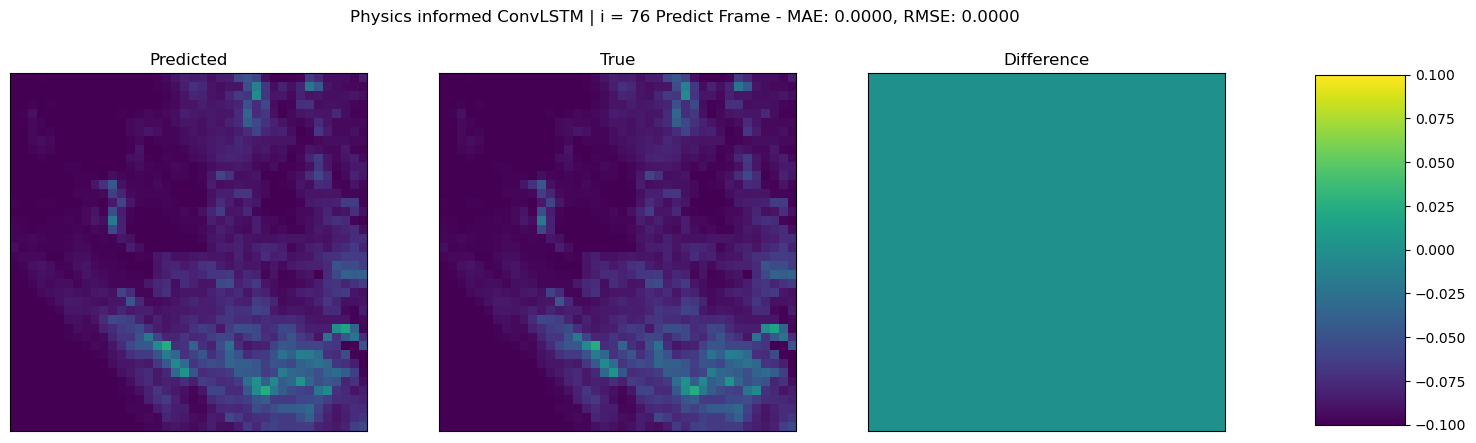 Physics informed ConvLSTM | i = 76 Predict Frame - MAE: 0.0000, RMSE: 0.0000
Predicted
True
Difference
0.100
0.075
0.050
0.025
0.000
−0.025
−0.050
−0.075
−0.100